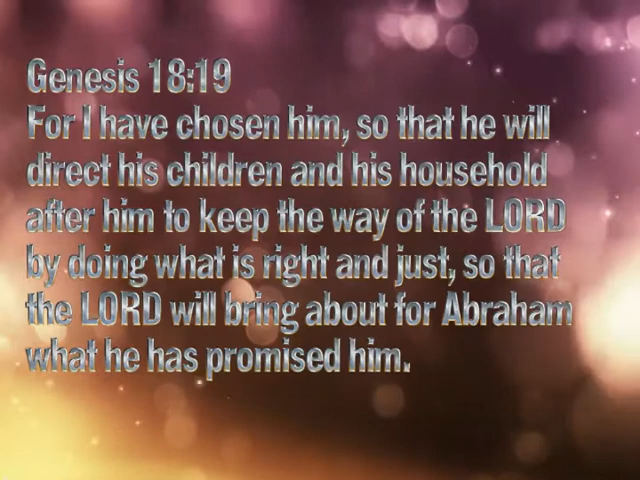 Genesis 18:19
For I have chosen him, so that he will
direct his children and his household
after him to keep the way of the LORD
by doing what is right and just, so that
the LORD will bring about for Abraham
what he has promised him.